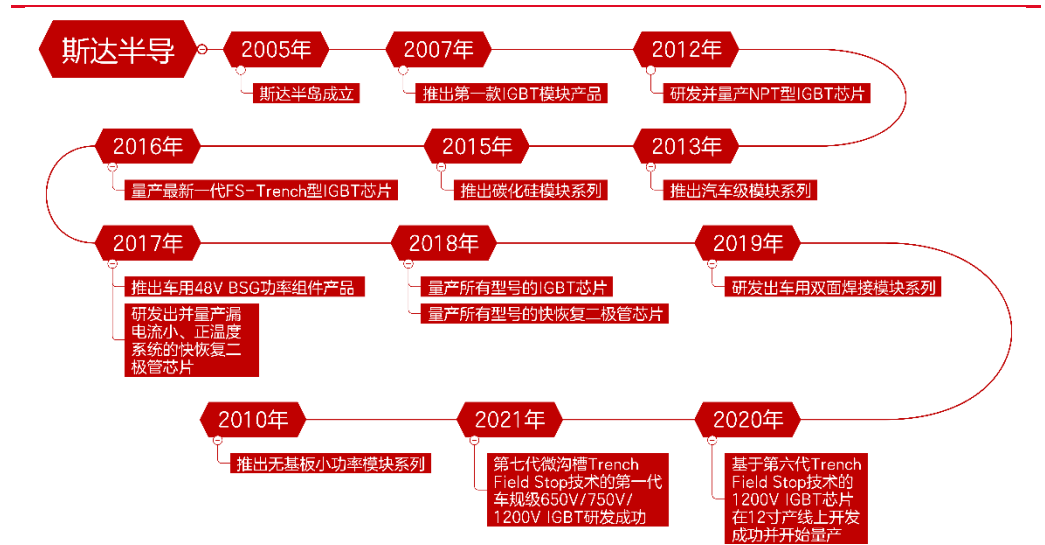 斯达半导
2005年
斯达半岛成立
2007年
推出第一款IGBT模块产品
2012年
研发并量产NPT型IGBT芯片
2013年
推出汽车级模块系列
2015年
推出碳化硅模块系列
2016年
量产最新一代FS-Trench型IGBT芯片
2017年
推出车用48V BSG功率组件产品
研发出并量产漏
电流小、正温度
系统的快恢复二
极管芯片
2018年
量产所有型号的IGBT芯片
量产所有型号的快恢复二极管芯片
2019年
研发出车用双面焊接模块系列
2020年
基于第六代Trench
Field Stop技术的
1200V IGBT芯片
在12寸产线上开发
成功并开始量产
2021年
第七代微沟槽Trench
Field Stop技术的第一代
车规级650V/750V/
1200V IGBT研发成功
2010年
推出无基板小功率模块系列